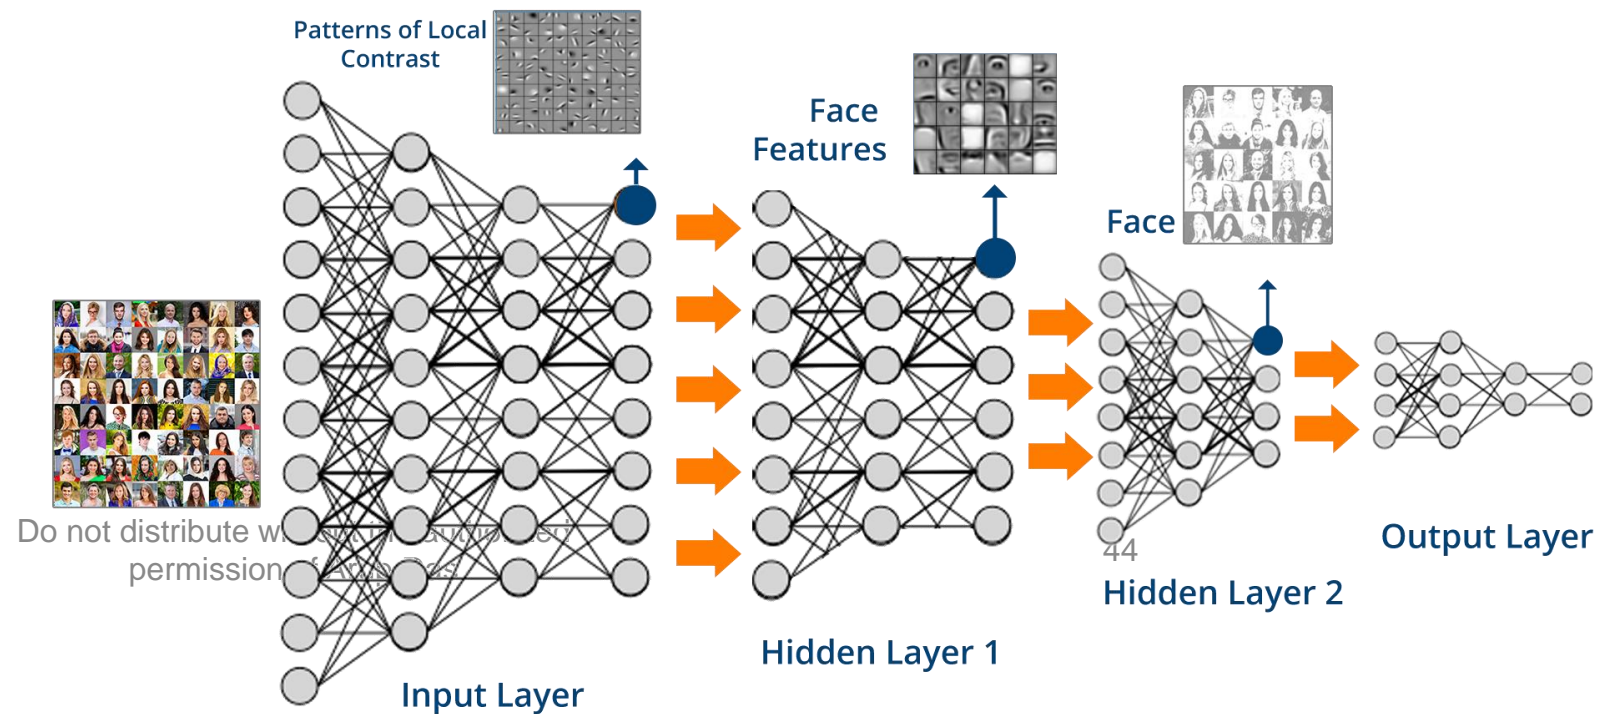 Patterns of Local
Contrast
Face
Features
Face
Do not distribute
permission
44
Output Layer
Hidden Layer 2
Hidden Layer 1
Input Layer